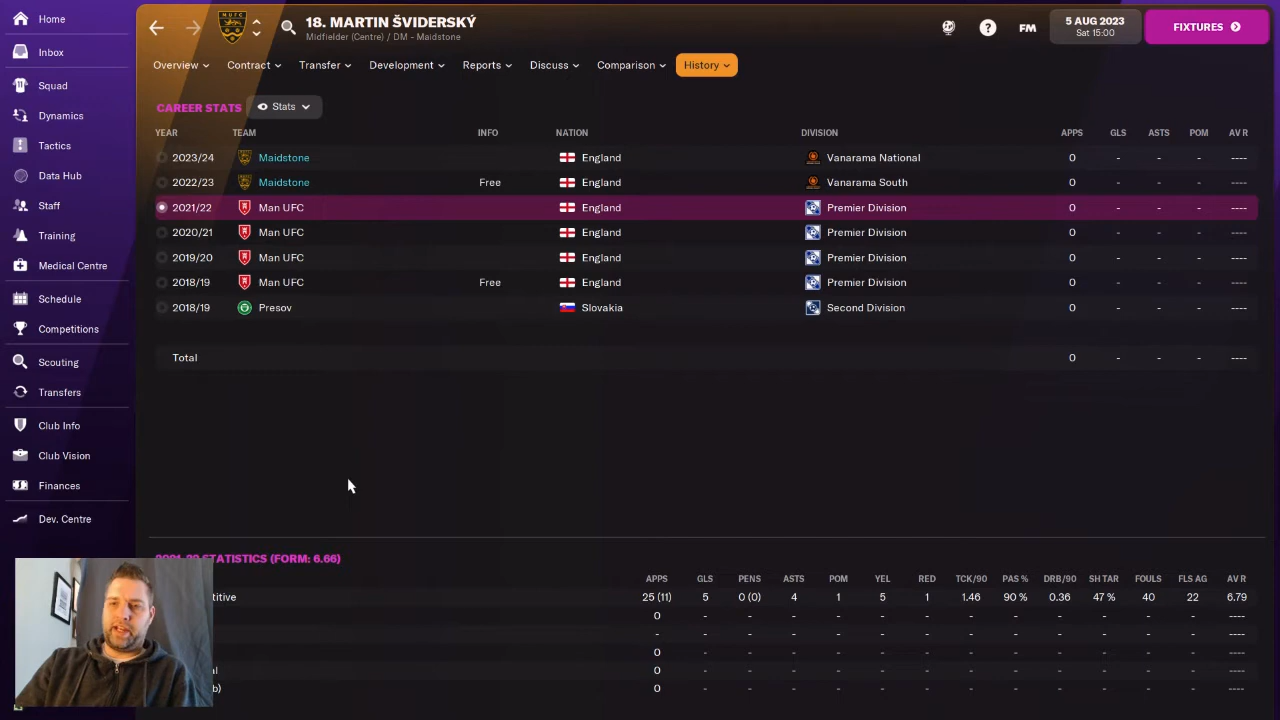 NUFC
18. MARTIN ŠVIDERSKÝ
Midfielder (Centre) / DM - Maidstone
FM
5 AUG 2023
Sat 15:00
FIXTURES
Home
Inbox
Squad
Dynamics
Tactics
Data Hub
Staff
Training
Medical Centre
Schedule
Competitions
Scouting
Transfers
Club Info
Club Vision
Finances
Dev. Centre
Overview Contract Transfer Development Reports Discuss Comparison History
CAREER STATS Stats
YEAR TEAM INFO NATION DIVISION APPS GLS ASTS POM AV R
2023/24 Maidstone England Vanarama National 0 - - - ----
2022/23 Maidstone Free England Vanarama South 0 - - - ----
2021/22 Man UFC England Premier Division 0 - - - ----
2020/21 Man UFC England Premier Division 0 - - - ----
2019/20 Man UFC England Premier Division 0 - - - ----
2018/19 Man UFC Free England Premier Division 0 - - - ----
2018/19 Presov Slovakia Second Division 0 - - - ----
Total 0 - - - ----
STATISTICS (FORM: 6.66)
APPS GLS PENS ASTS POM YEL RED TCK/90 PAS % DRB/90 SH TAR FOULS FLS AG AV R
titive 25 (11) 5 0 (0) 4 1 5 1 1.46 90 % 0.36 47 % 40 22 6.79
0 - - - - - - - - - - - - ----
- - - - - - - - - - - - - ----
0 - - - - - - - - - - - - ----
al 0 - - - - - - - - - - - - ----
b) 0 - - - - - - - - - - - - ----